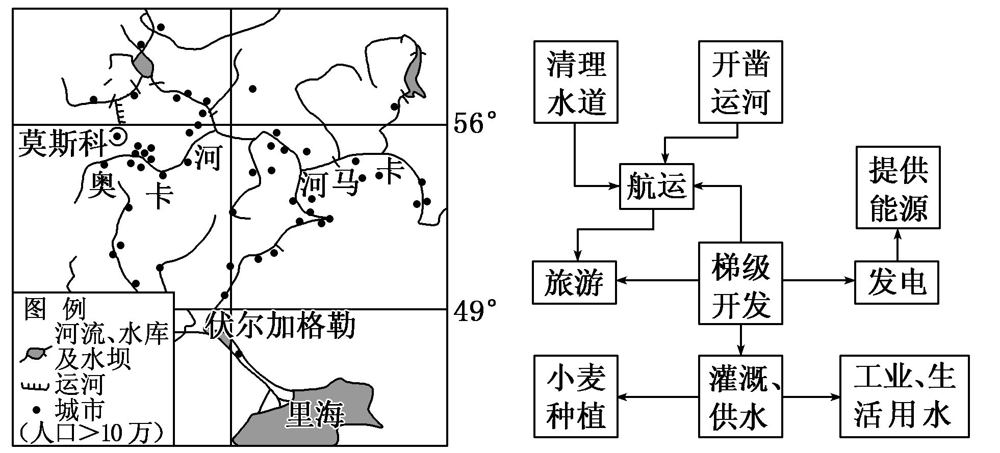 56°
莫斯科
奥
卡
河
河
马
卡
49°
伏尔加格勒
里海
图 例
河流、水库
及水坝
运河
城市
(人口>10万)
清理
水道
开凿
运河
航运
提供
能源
旅游
梯级
开发
发电
小麦
种植
灌溉、
供水
工业、生
活用水